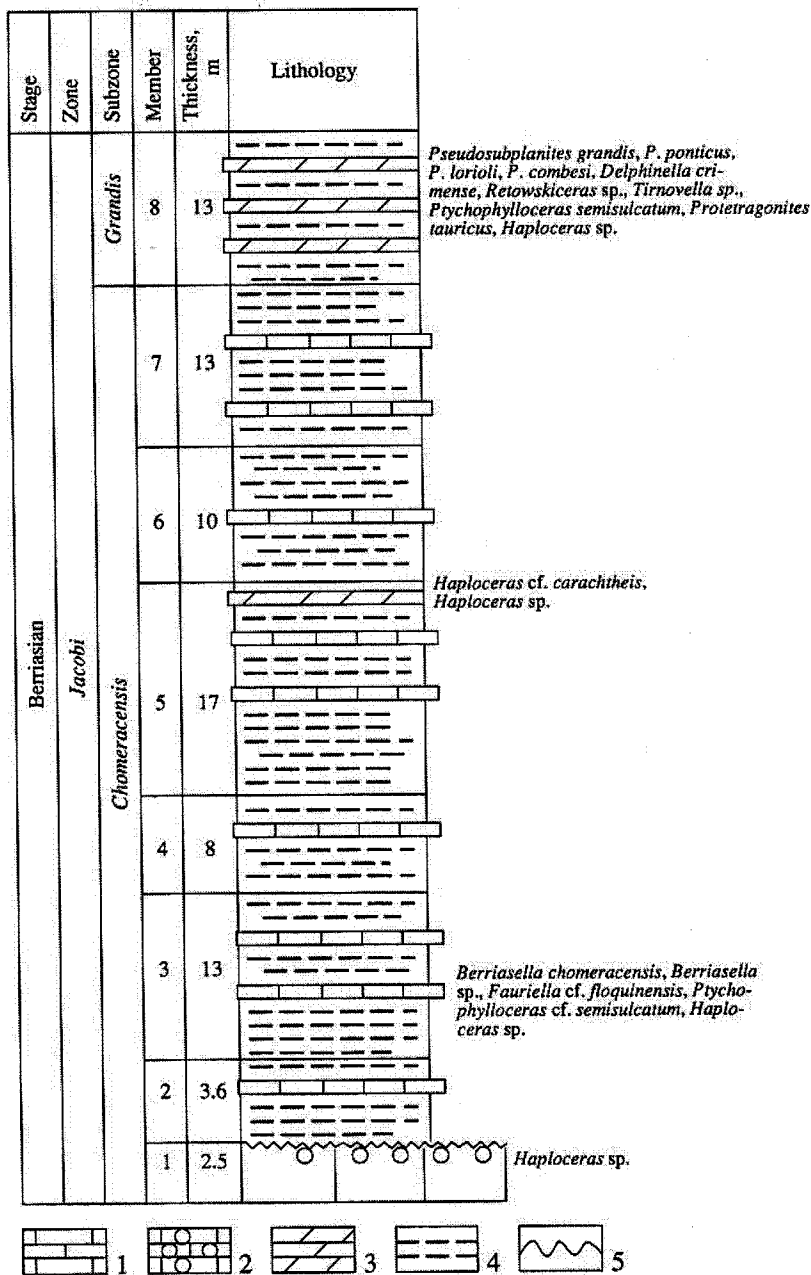 Stage
Zone
Subzone
Member
Thickness, m
Lithology
Berriasian
Jacobi
Grandis
Chomeracensis
8 13
Pseudosubplanites grandis, P. ponticus,
P. lorioli, P. combesi, Delphinella cri-
mense, Retowskiceras sp., Tirnovella sp.,
Ptychophylloceras semisulcatum, Protetragonites
tauricus, Haploceras sp.
7 13
6 10
Haploceras cf. carachtheis,
Haploceras sp.
5 17
4 8
3 13
Berriasella chomeracensis, Berriasella
sp., Fauriella cf. floquinensis, Ptycho-
phylloceras cf. semisulcatum, Haplo-
ceras sp.
2 3.6
1 2.5
Haploceras sp.
1 2 3 4 5